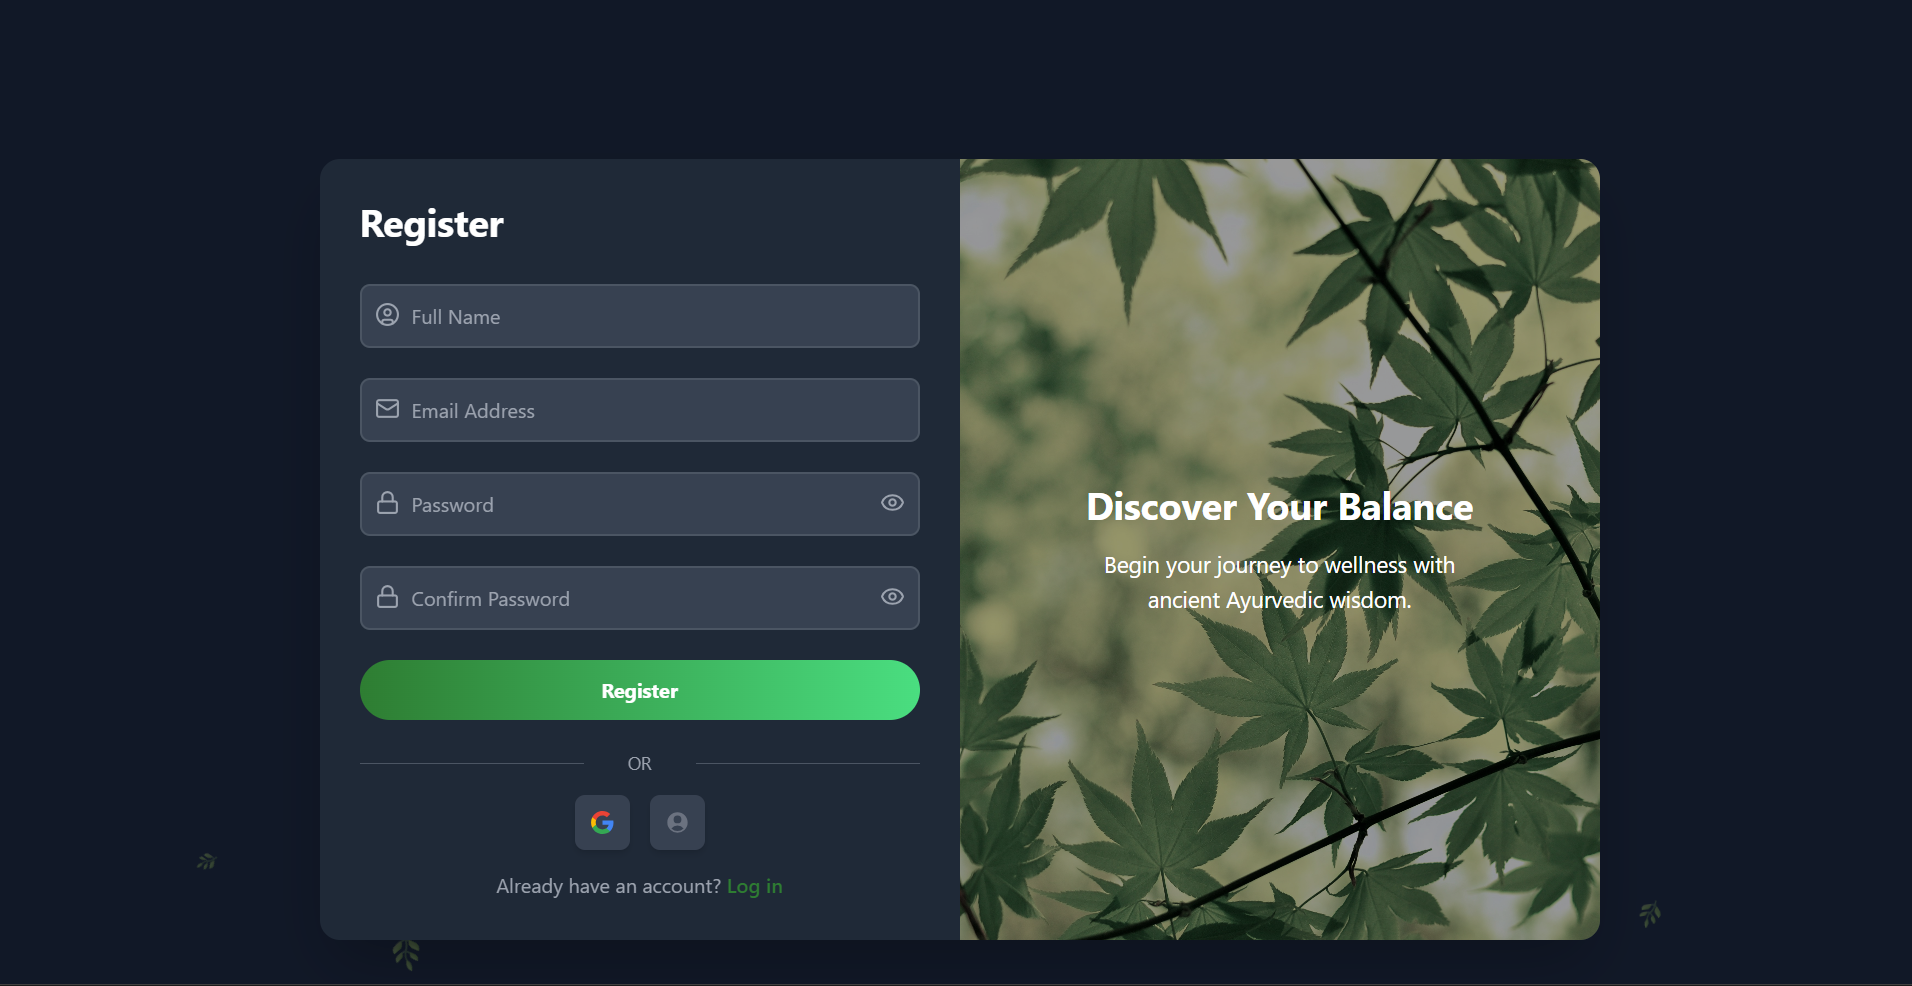 Register
Full Name
Email Address
Password
Confirm Password
Register
OR
Already have an account? Log in
Discover Your Balance
Begin your journey to wellness with
ancient Ayurvedic wisdom.